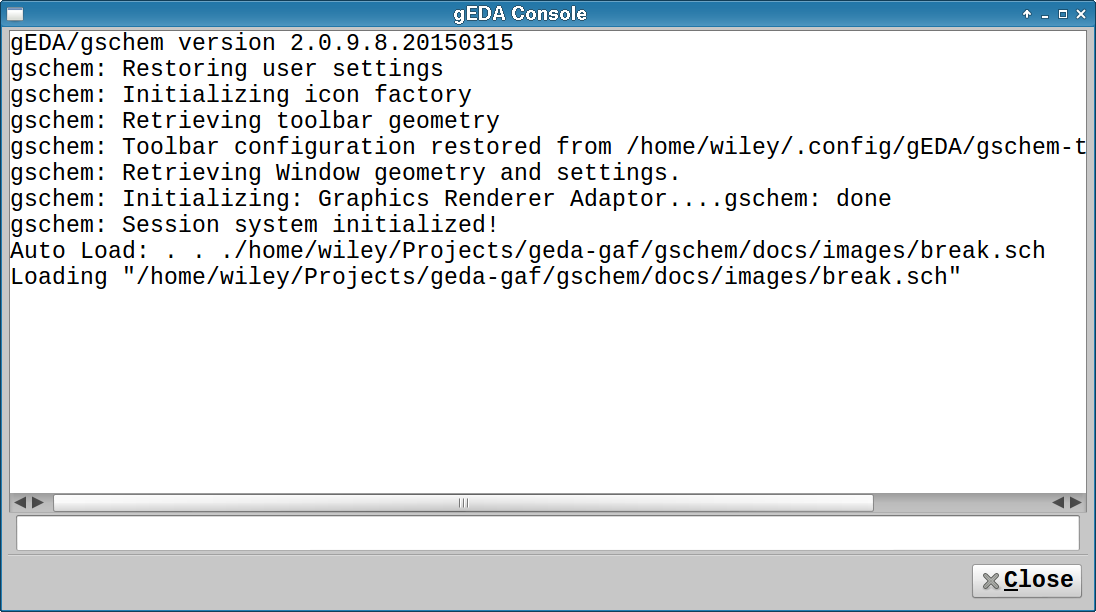 gEDA Console
gEDA/gschem version 2.0.9.8.20150315
gschem: Restoring user settings
gschem: Initializing icon factory
gschem: Retrieving toolbar geometry
gschem: Toolbar configuration restored from /home/wiley/.config/gEDA/gschem-t
gschem: Retrieving Window geometry and settings.
gschem: Initializing: Graphics Renderer Adaptor....gschem: done
gschem: Session system initialized!
Auto Load: . . ./home/wiley/Projects/geda-gaf/gschem/docs/images/break.sch
Loading "/home/wiley/Projects/geda-gaf/gschem/docs/images/break.sch"
Close